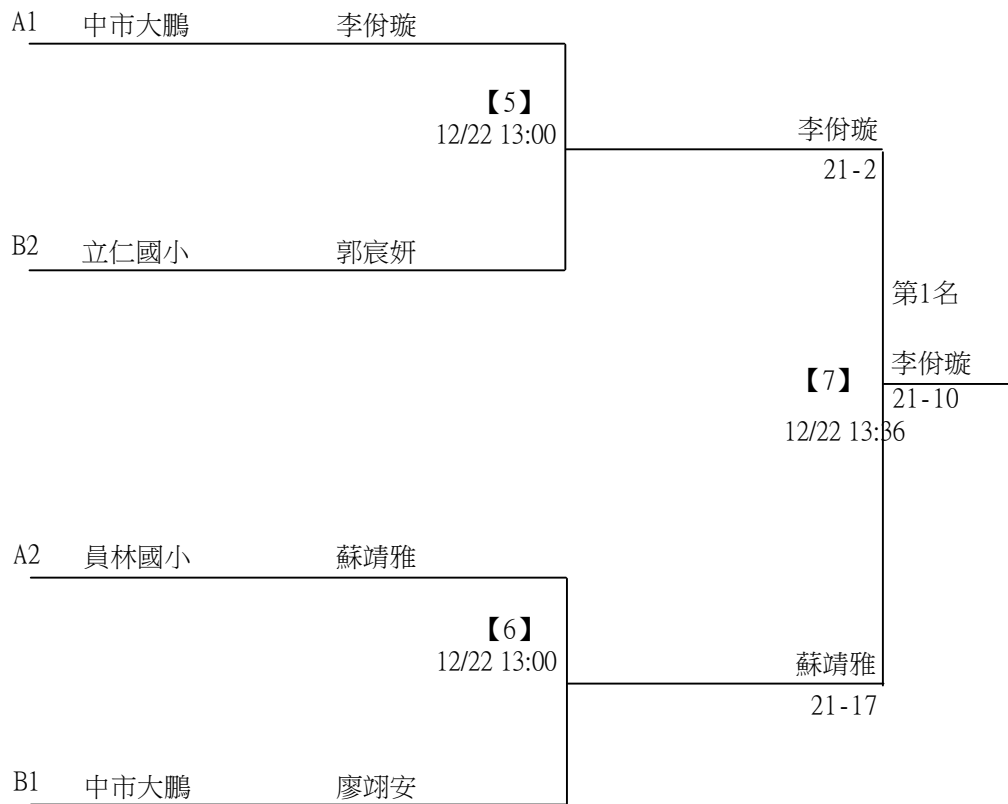 A1 中市大鵬 李佾璇
【5】
12/22 13:00
李佾璇
21-2
B2 立仁國小 郭宸妍
第1名
【7】 李佾璇
21-10
12/22 13:36
A2 員林國小 蘇靖雅
【6】
12/22 13:00
蘇靖雅
21-17
B1 中市大鵬 廖翊安